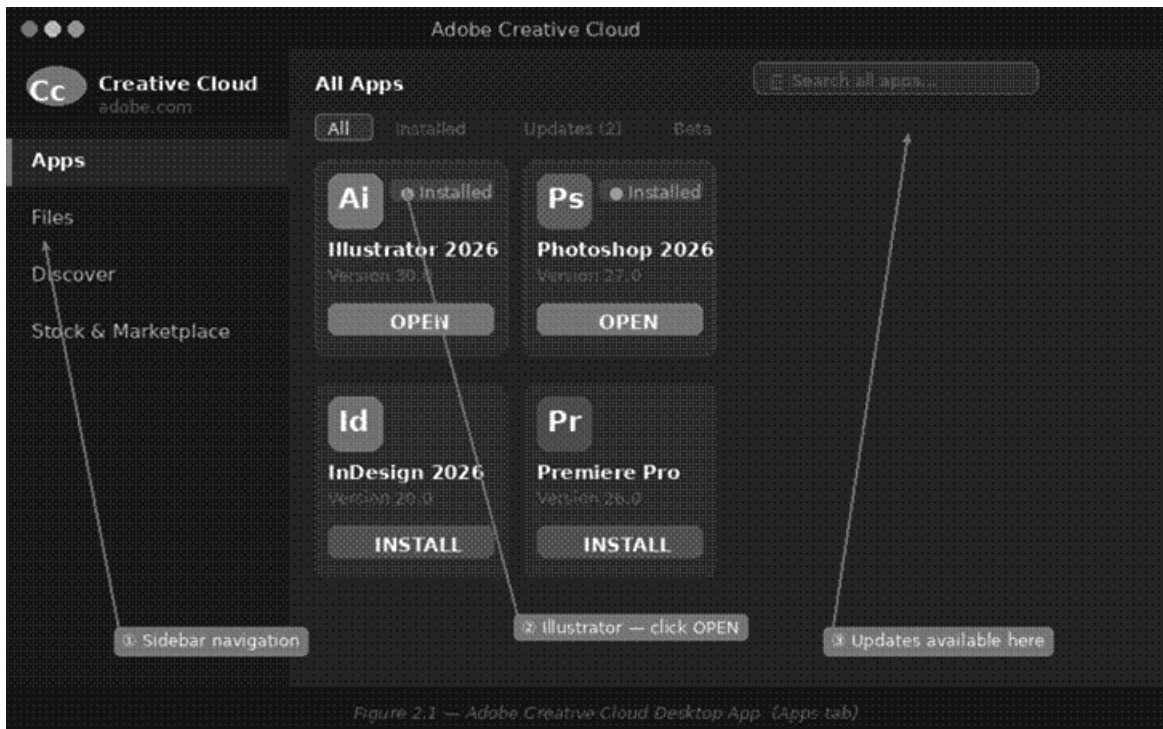 Adobe Creative Cloud
Cc
Creative Cloud
adobe.com
Apps
Files
Discover
Stock & Marketplace
All Apps
Search all apps...
All Installed Updates (2) Beta
Ai
Installed
Illustrator 2026
Version 30.0
OPEN
Ps
Installed
Photoshop 2026
Version 27.0
OPEN
Id
InDesign 2026
Version 20.0
INSTALL
Pr
Premiere Pro
Version 26.0
INSTALL
① Sidebar navigation
② Illustrator — click OPEN
③ Updates available here
Figure 2.1 — Adobe Creative Cloud Desktop App (Apps tab)